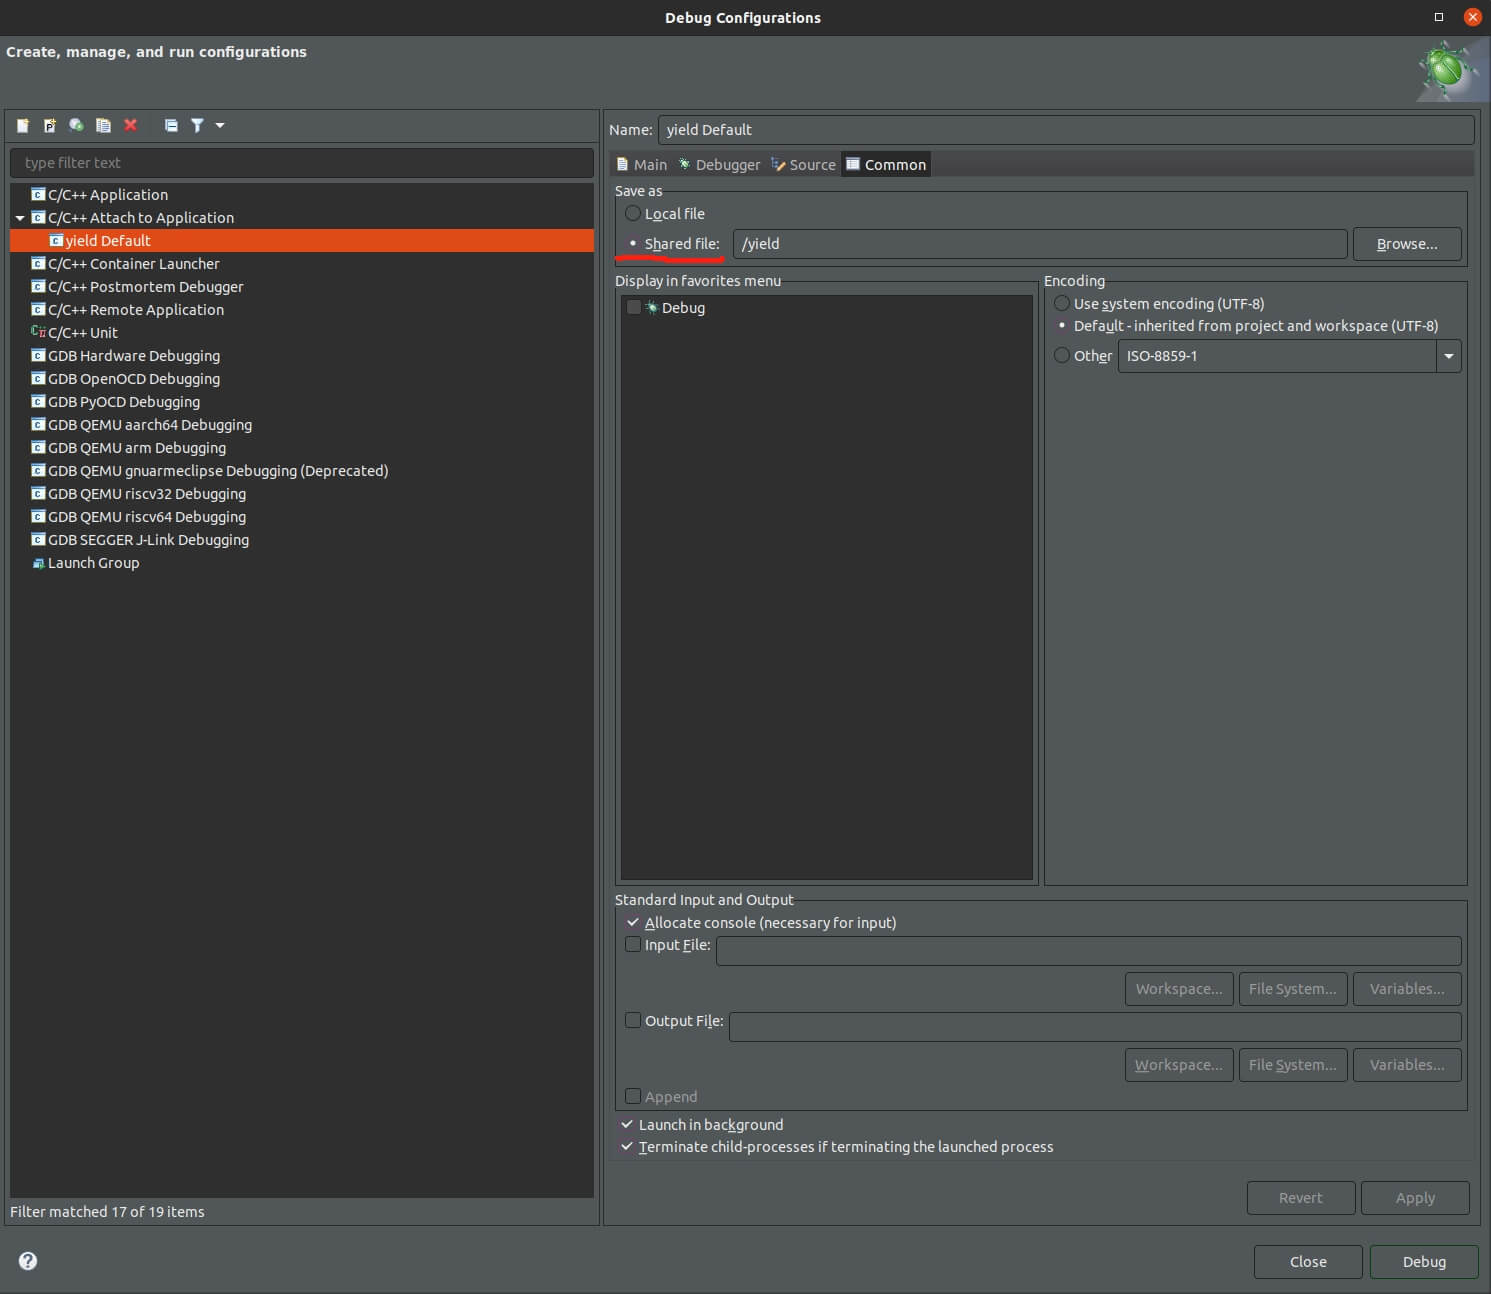 Debug Configurations
Create, manage, and run configurations
type filter text
C/C++ Application
C/C++ Attach to Application
yield Default
C/C++ Container Launcher
C/C++ Postmortem Debugger
C/C++ Remote Application
C/C++ Unit
GDB Hardware Debugging
GDB OpenOCD Debugging
GDB PyOCD Debugging
GDB QEMU aarch64 Debugging
GDB QEMU arm Debugging
GDB QEMU gnuarmeclipse Debugging (Deprecated)
GDB QEMU riscv32 Debugging
GDB QEMU riscv64 Debugging
GDB SEGGER J-Link Debugging
Launch Group
Filter matched 17 of 19 items
Name: yield Default
Main Debugger Source Common
Save as
Local file
Shared file: /yield Browse...
Display in favorites menu
Debug
Encoding
Use system encoding (UTF-8)
Default - inherited from project and workspace (UTF-8)
Other ISO-8859-1
Standard Input and Output
Allocate console (necessary for input)
Input File:
Workspace... File System... Variables...
Output File:
Workspace... File System... Variables...
Append
Launch in background
Terminate child-processes if terminating the launched process
Revert Apply
Close Debug